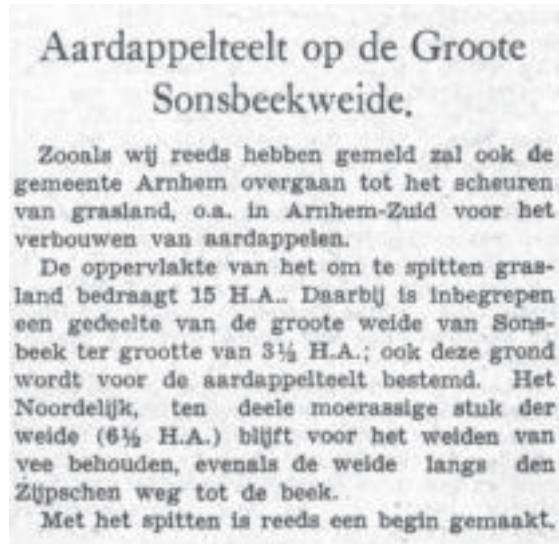 Aardappelteelt op de Groote
Sonsbeekweide.
Zooals wij reeds hebben gemeld zal ook de
gemeente Arnhem overgaan tot het scheuren
van grasland, o.a. in Arnhem-Zuid voor het
verbouwen van aardappelen.
De oppervlakte van het om te spitten gras-
land bedraagt 15 H.A.. Daarbij is inbegrepen
een gedeelte van de groote weide van Sons-
beek ter grootte van 3½ H.A.; ook deze grond
wordt voor de aardappelteelt bestemd. Het
Noordelijk, ten deele moerassige stuk der
weide (6½ H.A.) blijft voor het weiden van
vee behouden, evenals de weide langs den
Zijpschen weg tot de beek.
Met het spitten is reeds een begin gemaakt.